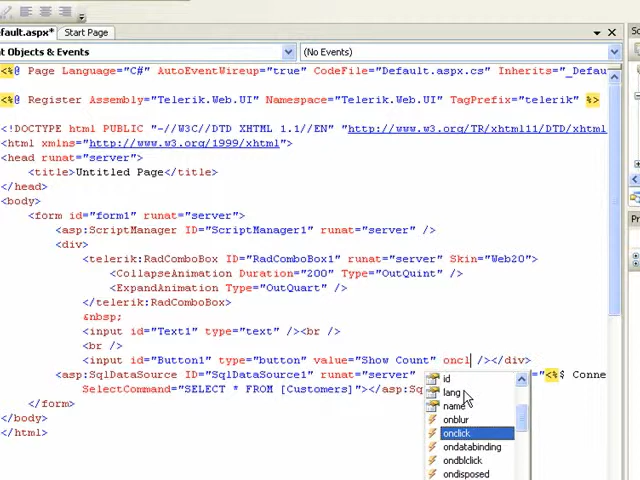 efault.aspx* Start Page
nt Objects & Events (No Events)
<%@ Page Language="C#" AutoEventWireup="true" CodeFile="Default.aspx.cs" Inherits="_Defau
<%@ Register Assembly="Telerik.Web.UI" Namespace="Telerik.Web.UI" TagPrefix="telerik" %>
<!DOCTYPE html PUBLIC "-//W3C//DTD XHTML 1.1//EN" "http://www.w3.org/TR/xhtml11/DTD/xhtml
<html xmlns="http://www.w3.org/1999/xhtml">
<head runat="server">
<title>Untitled Page</title>
</head>
<body>
<form id="form1" runat="server">
<asp:ScriptManager ID="ScriptManager1" runat="server" />
<div>
<telerik:RadComboBox ID="RadComboBox1" runat="server" Skin="Web20">
<CollapseAnimation Duration="200" Type="OutQuint" />
<ExpandAnimation Type="OutQuart" />
</telerik:RadComboBox>
&nbsp;
<input id="Text1" type="text" /><br />
<br />
<input id="Button1" type="button" value="Show Count" oncl /></div>
<asp:SqlDataSource ID="SqlDataSource1" runat="server" ="<%$ Conne
SelectCommand="SELECT * FROM [Customers]"></asp:Sq
</form>
</body>
</html>
id
lang
name
onblur
onclick
ondatabinding
ondblclick
ondisposed
So
Pr